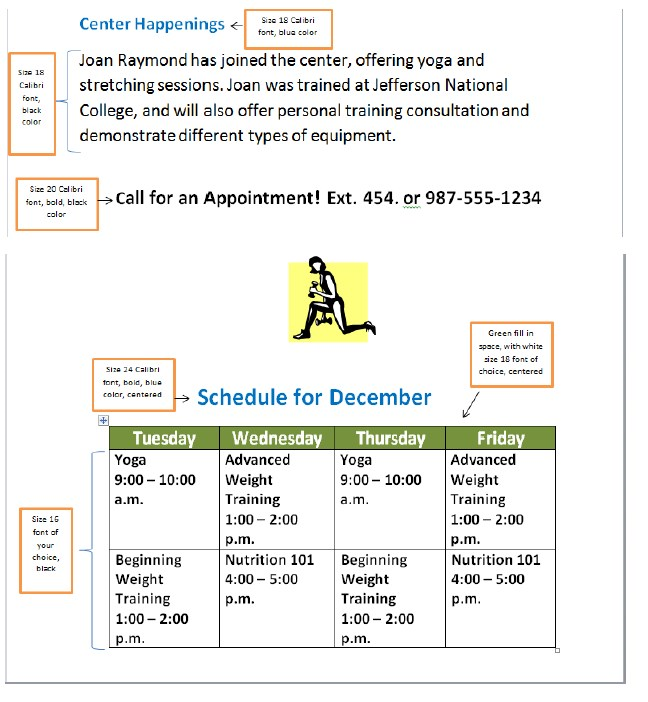 Center Happenings
Size 18 Calibri
font, blue color
Size 18
Calibri
font,
black
color
Joan Raymond has joined the center, offering yoga and
stretching sessions. Joan was trained at Jefferson National
College, and will also offer personal training consultation and
demonstrate different types of equipment.
Size 20 Calibri
font, bold, black
color
Call for an Appointment! Ext. 454. or 987-555-1234
Green fill in
space, with white
size 18 font of
choice, centered
Size 24 Calibri
font, bold, blue
color, centered
Schedule for December
Tuesday Wednesday Thursday Friday
Size 16
font of
your
choice,
black
Yoga
9:00 – 10:00
a.m.
Advanced
Weight
Training
1:00 – 2:00
p.m.
Yoga
9:00 – 10:00
a.m.
Advanced
Weight
Training
1:00 – 2:00
p.m.
Beginning
Weight
Training
1:00 – 2:00
p.m.
Nutrition 101
4:00 – 5:00
p.m.
Beginning
Weight
Training
1:00 – 2:00
p.m.
Nutrition 101
4:00 – 5:00
p.m.